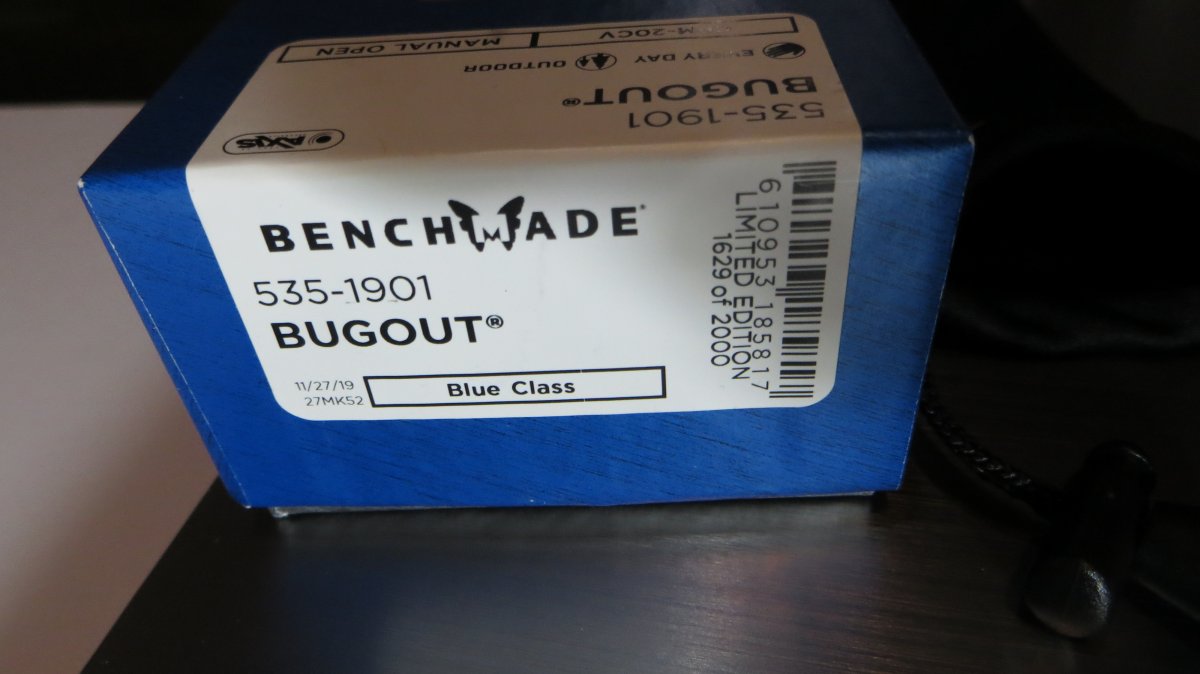 BENCHMADE
535-1901
BUGOUT®
11/27/19
27MK52
Blue Class
6 10953 18581 7
LIMITED EDITION
1629 of 2000
535-1901
BUGOUT®
EVERY DAY OUTDOOR
M-20CV MANUAL OPEN
AXIS